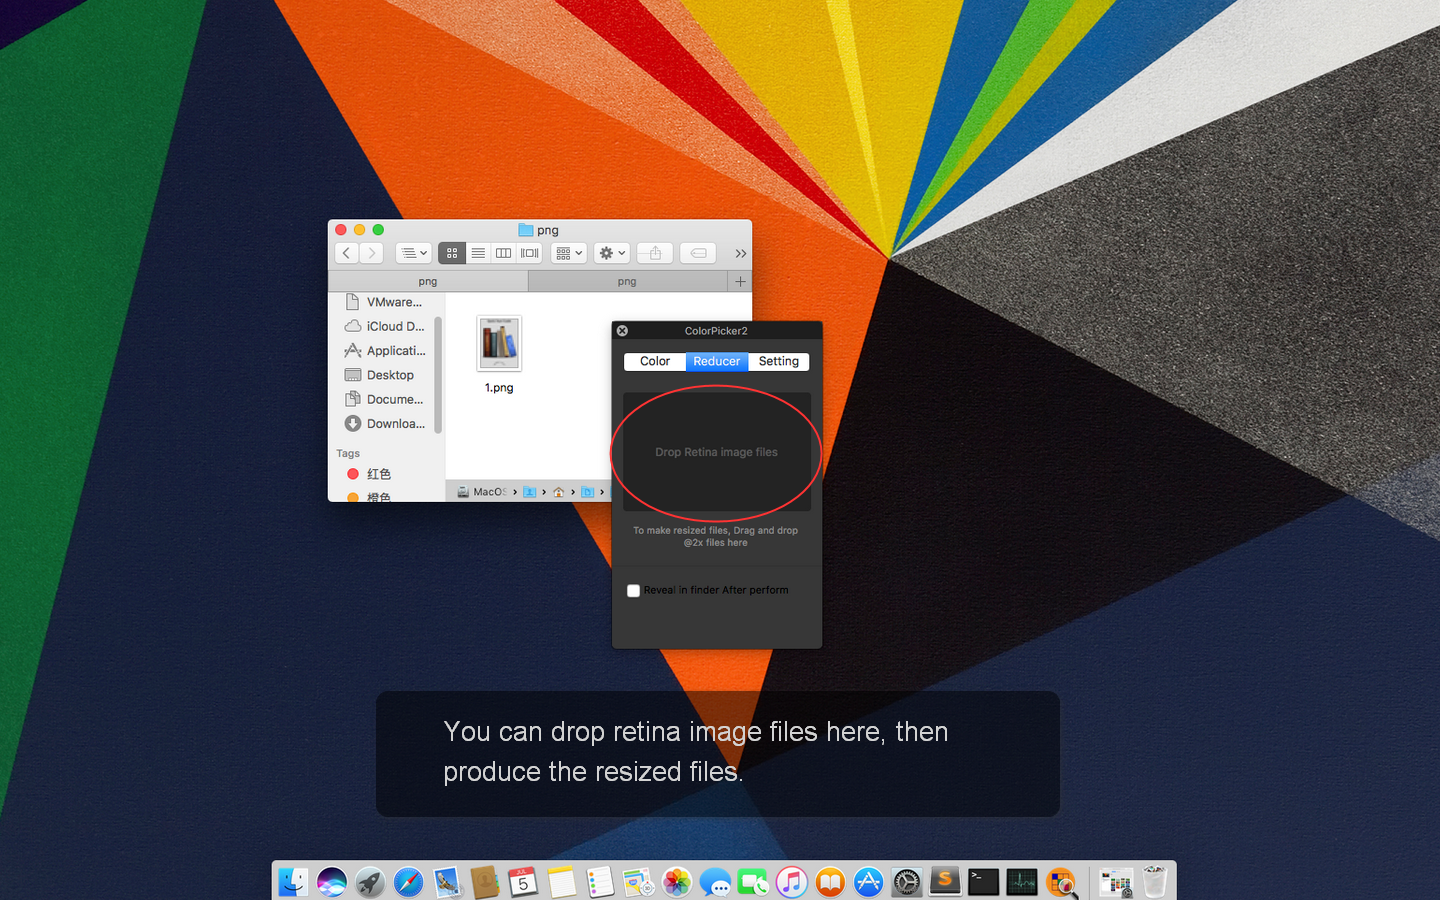 png
png
png
VMware...
iCloud D...
Applicati...
Desktop
Docume...
Downloa...
Tags
红色
橙色
1.png
MacOS
ColorPicker2
Color
Reducer
Setting
Drop Retina image files
To make resized files, Drag and drop
@2x files here
Reveal in finder After perform
You can drop retina image files here, then
produce the resized files.
JUL
5